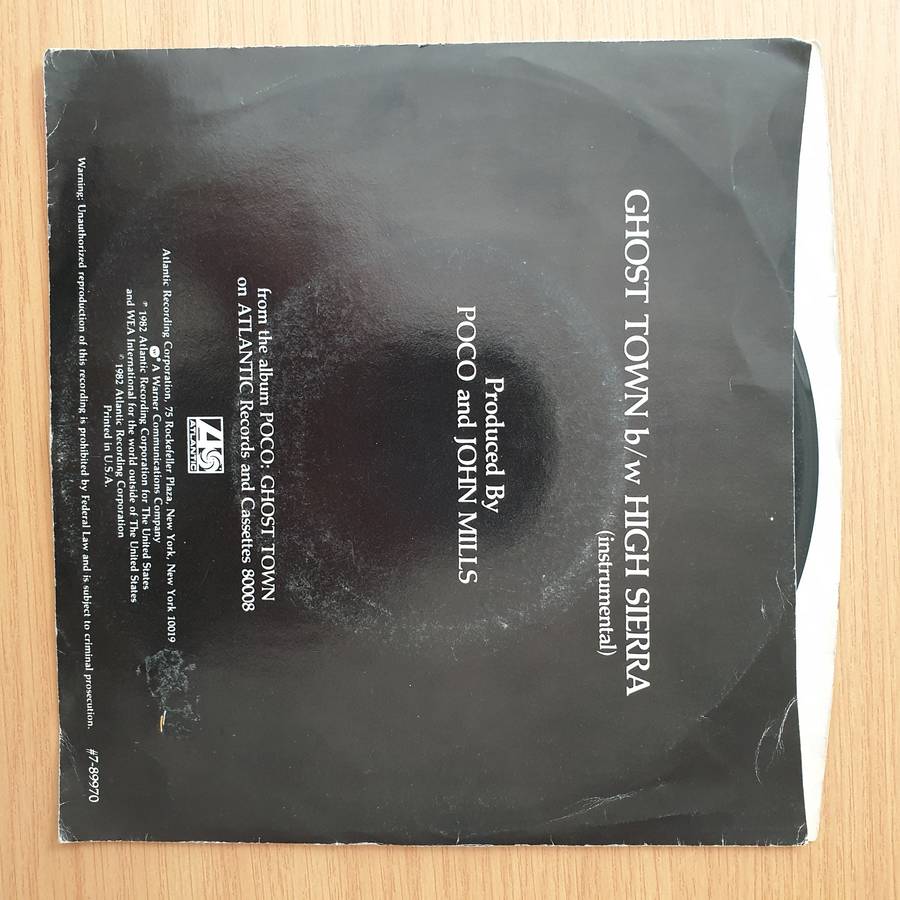 GHOST TOWN b/w HIGH SIERRA
(instrumental)
Produced By
POCO and JOHN MILLS
from the album POCO: GHOST TOWN
on ATLANTIC Records and Cassettes 80008
ATLANTIC
Atlantic Recording Corporation, 75 Rockefeller Plaza, New York, New York 10019
A Warner Communications Company
℗ 1982 Atlantic Recording Corporation for The United States
and WEA International for the world outside of The United States
© 1982 Atlantic Recording Corporation
Printed in U.S.A.
Warning: Unauthorized reproduction of this recording is prohibited by Federal Law and is subject to criminal prosecution.
#7-89970